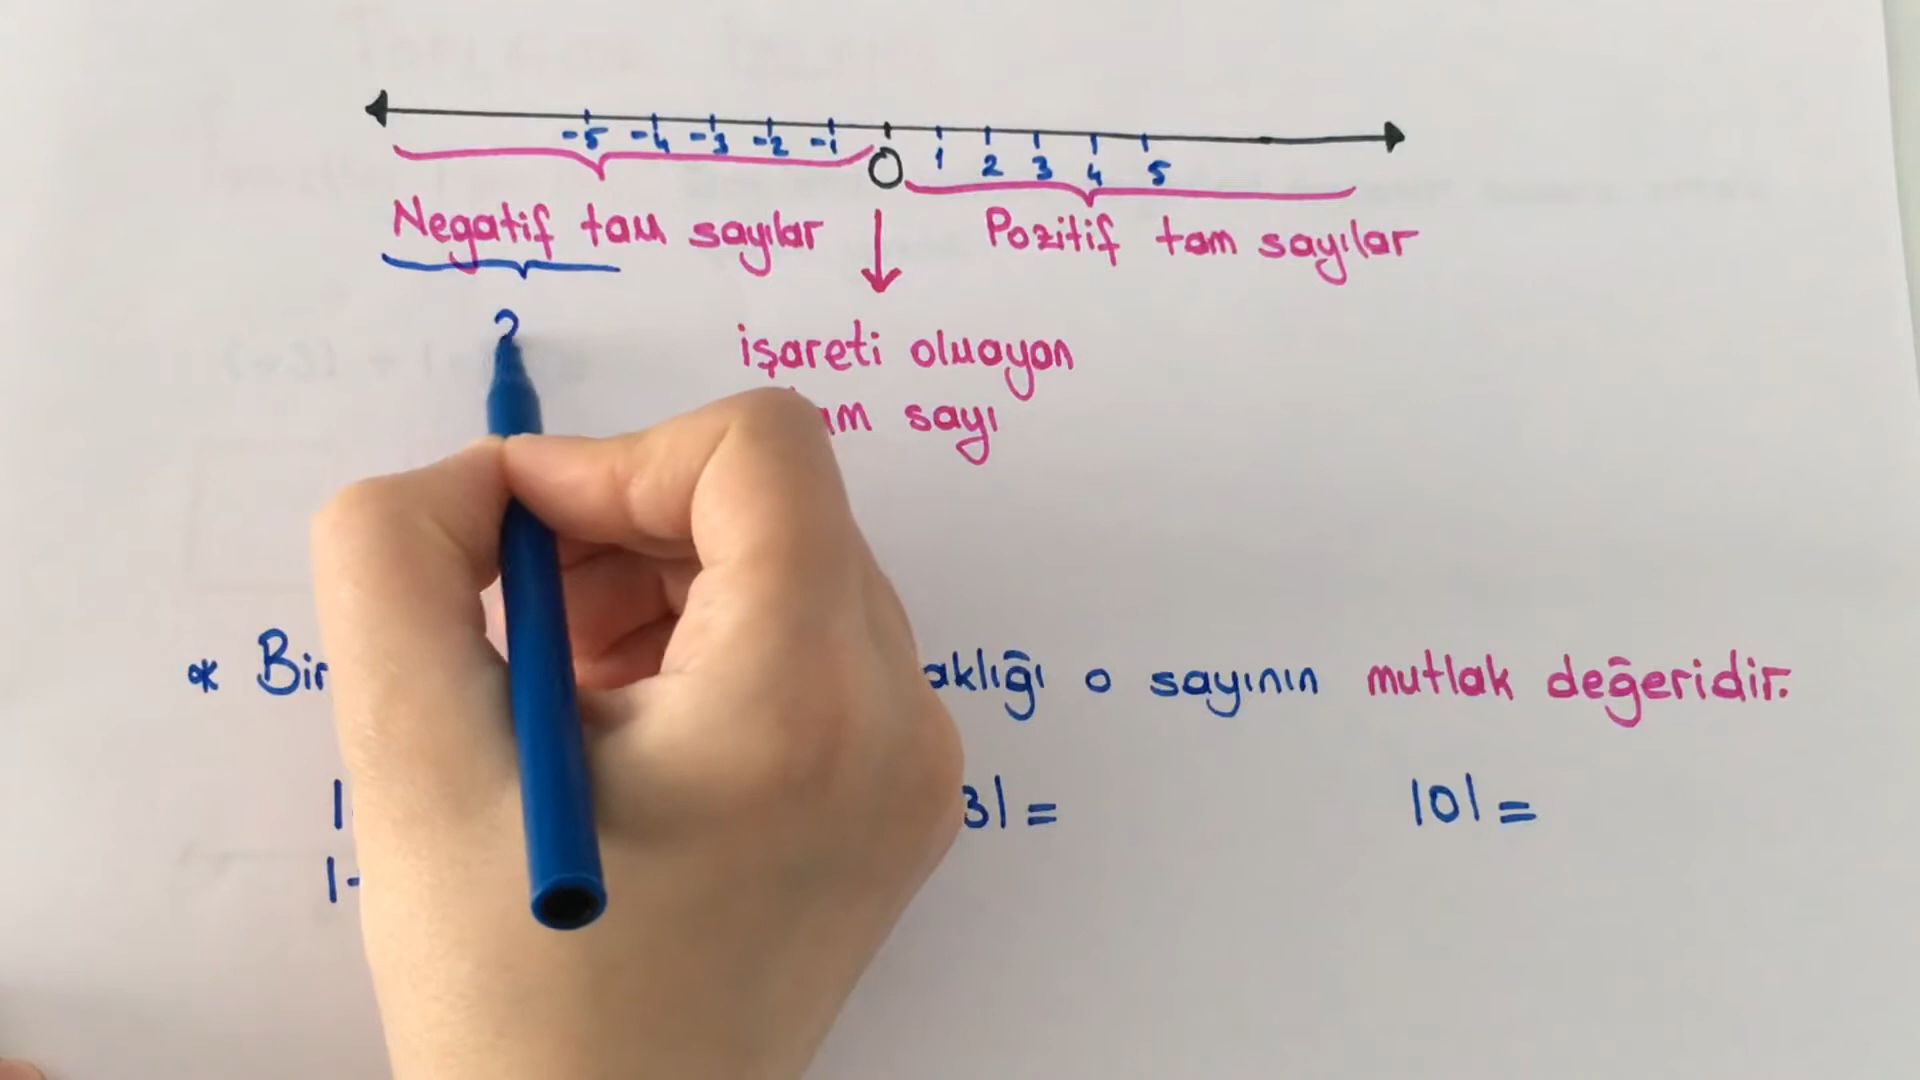 -5 -4 -3 -2 -1 0 1 2 3 4 5
Negatif tam sayılar Pozitif tam sayılar
işareti olmayan
sayı
* Bir o sayının mutlak değeridir.
3| = |0| =